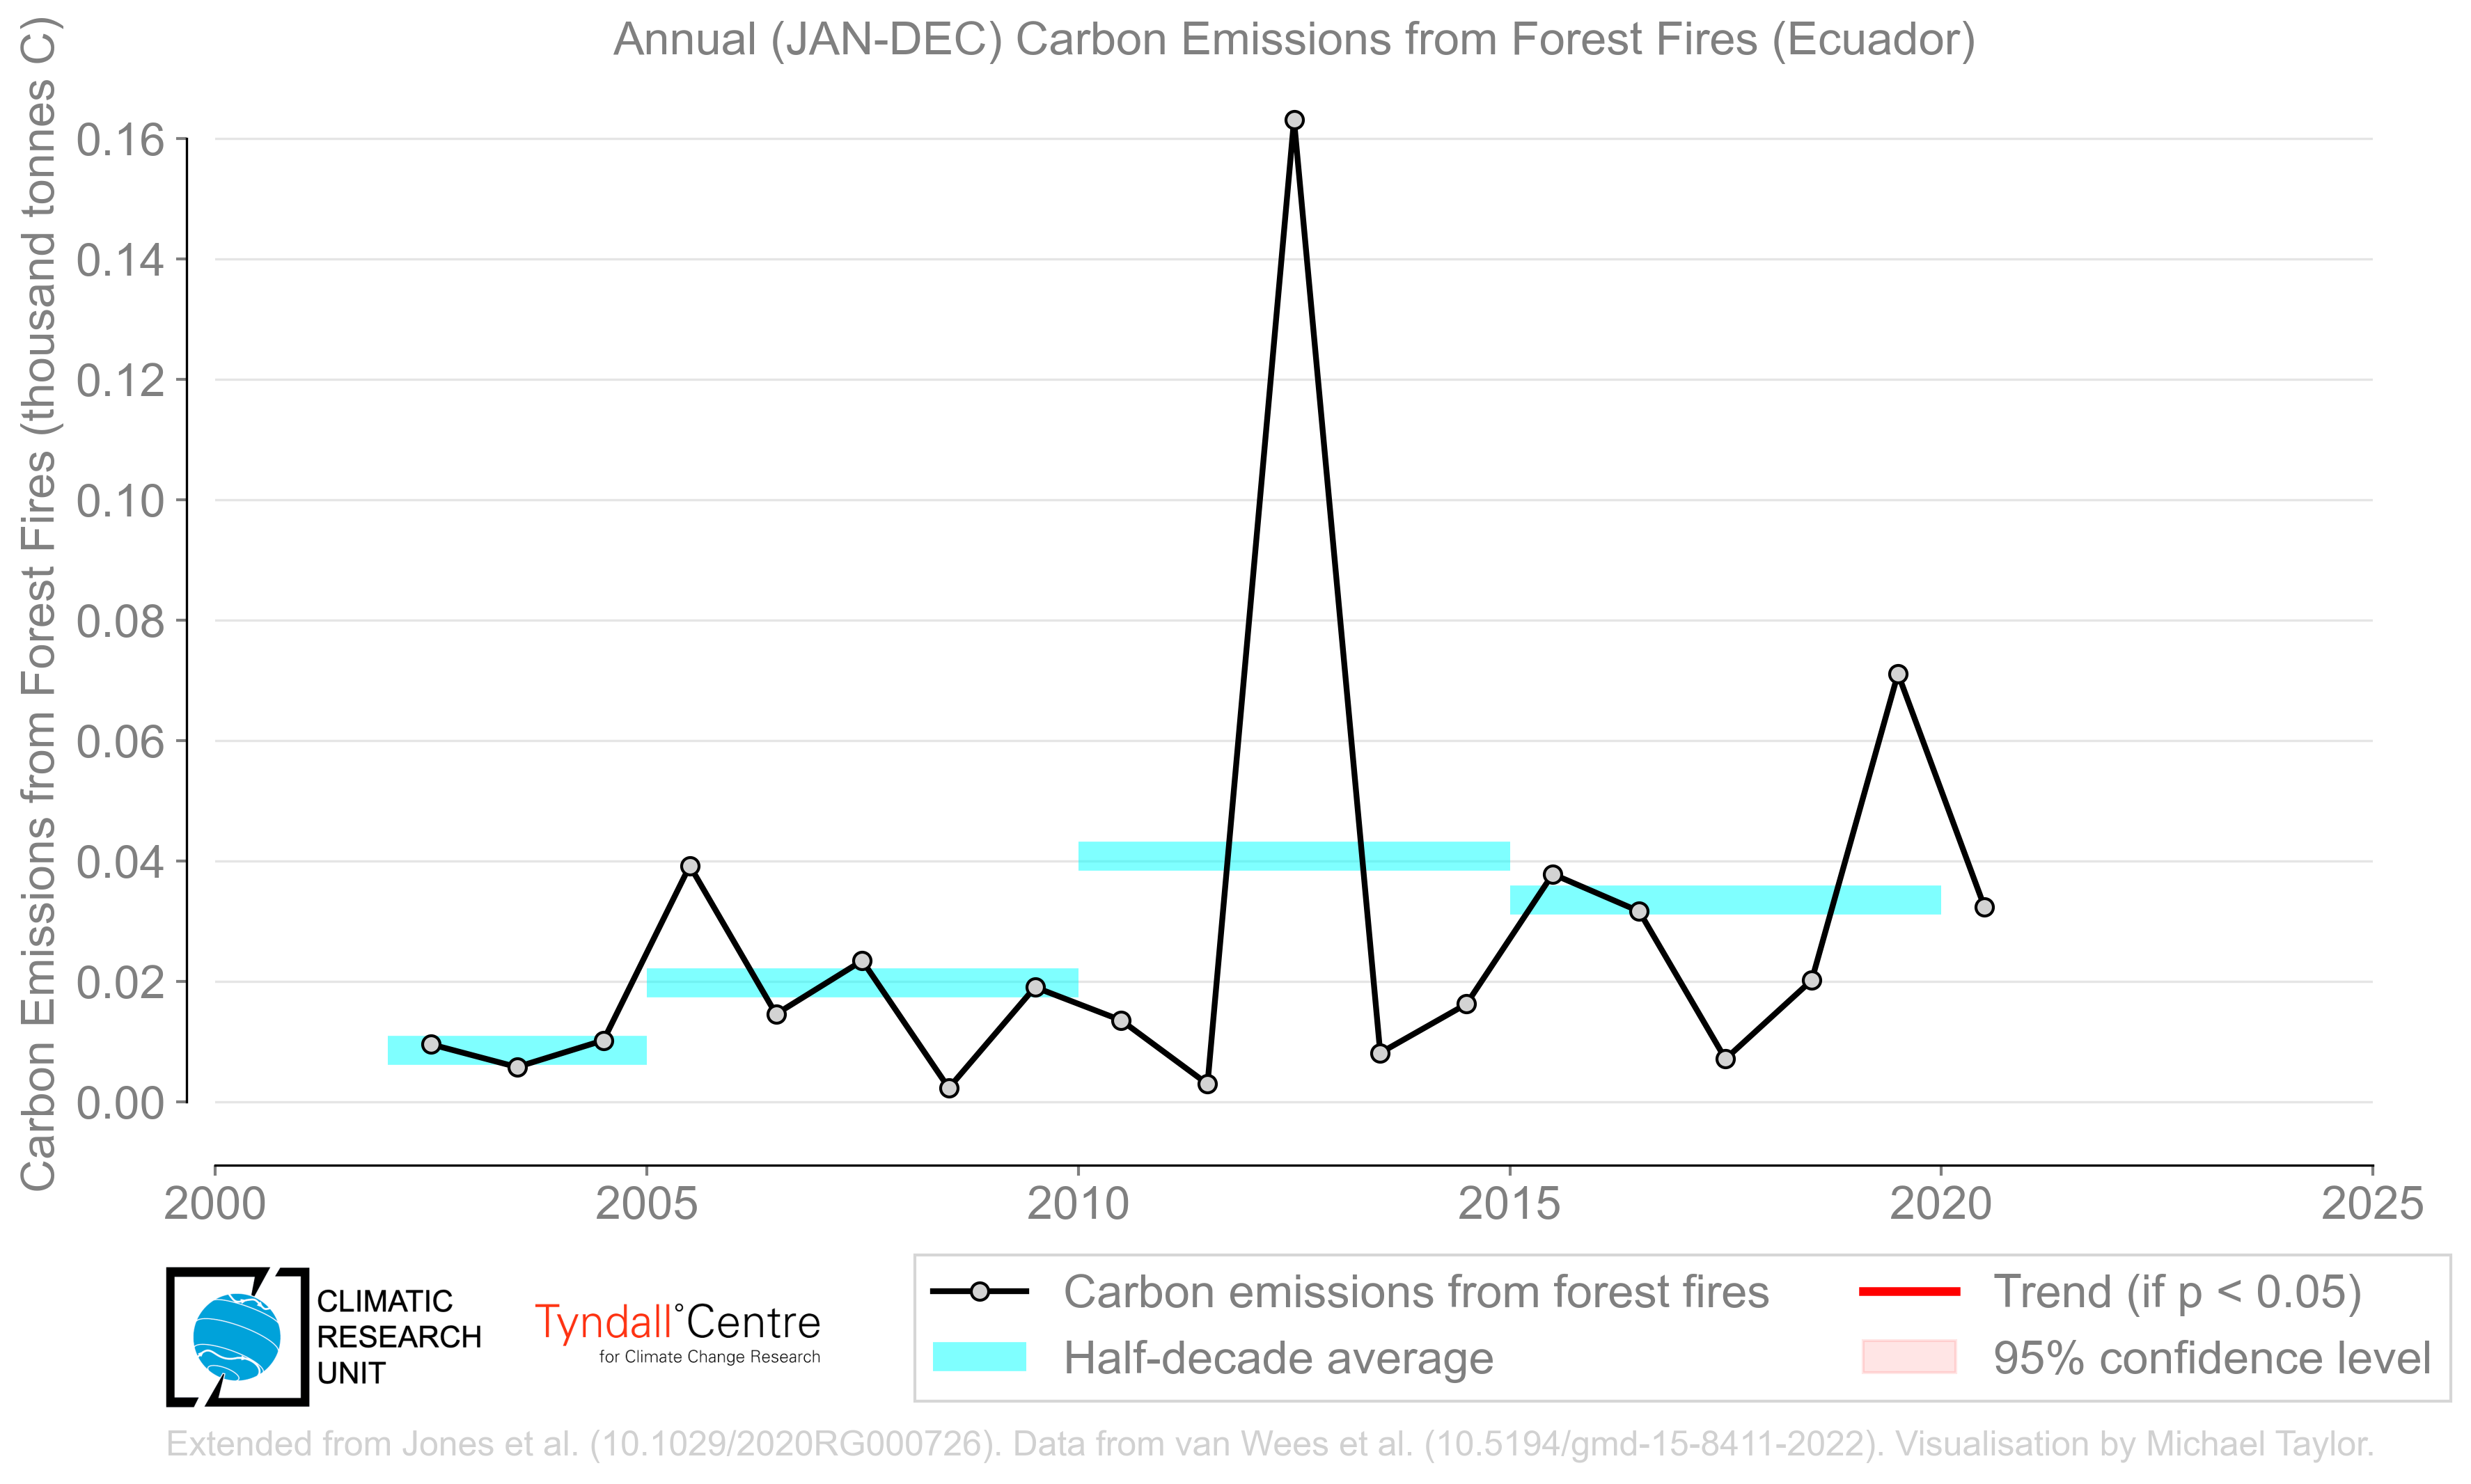 Annual (JAN-DEC) Carbon Emissions from Forest Fires (Ecuador)
Carbon Emissions from Forest Fires (thousand tonnes C)
0.16
0.14
0.12
0.10
0.08
0.06
0.04
0.02
0.00
2000
2005
2010
2015
2020
2025
CLIMATIC
RESEARCH
UNIT
Tyndall°Centre
for Climate Change Research
Carbon emissions from forest fires
Half-decade average
Trend (if p < 0.05)
95% confidence level
Extended from Jones et al. (10.1029/2020RG000726). Data from van Wees et al. (10.5194/gmd-15-8411-2022). Visualisation by Michael Taylor.